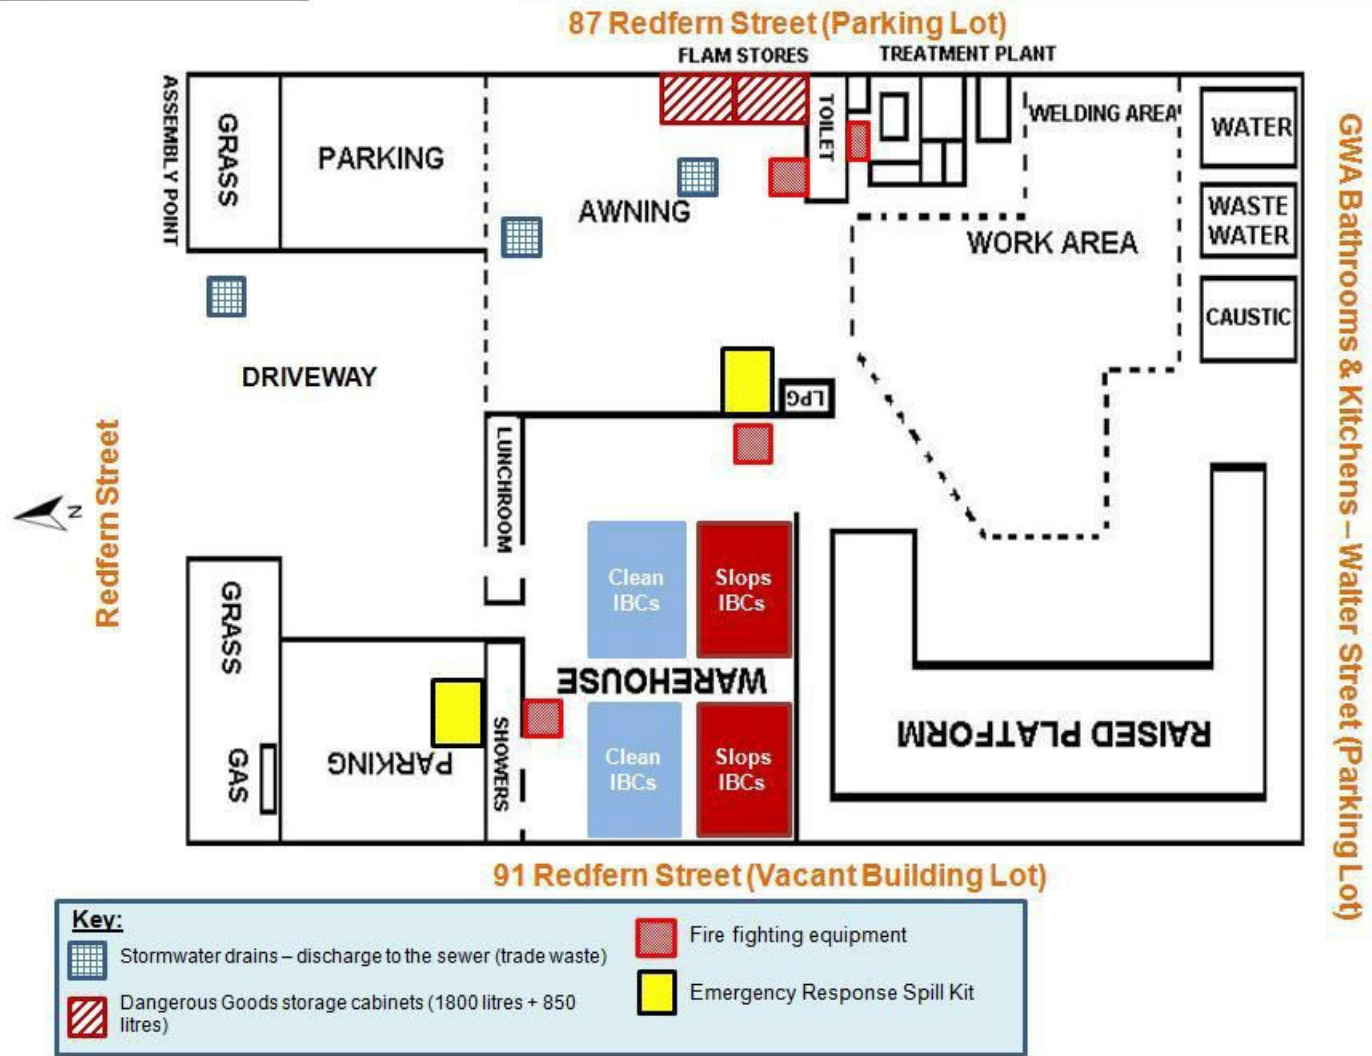 87 Redfern Street (Parking Lot)
FLAM STORES
TREATMENT PLANT
ASSEMBLY POINT
GRASS
PARKING
TOILET
WELDING AREA
WATER
AWNING
WASTE
WATER
WORK AREA
CAUSTIC
DRIVEWAY
LPG
GWA Bathrooms & Kitchens – Walter Street (Parking Lot)
Redfern Street
N
LUNCHROOM
Clean
IBCs
Slops
IBCs
GRASS
WAREHOUSE
GAS
PARKING
SHOWERS
Clean
IBCs
Slops
IBCs
RAISED PLATFORM
91 Redfern Street (Vacant Building Lot)
Key:
Stormwater drains – discharge to the sewer (trade waste)
Dangerous Goods storage cabinets (1800 litres + 850
litres)
Fire fighting equipment
Emergency Response Spill Kit